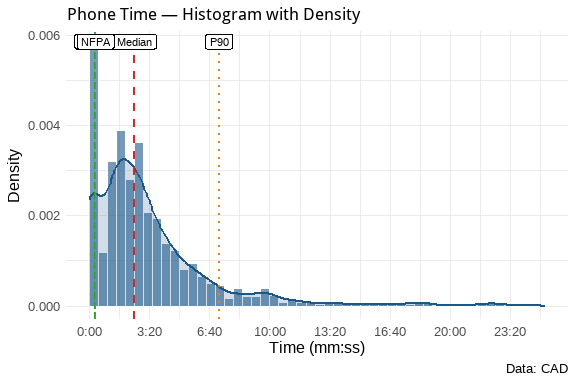 Phone Time — Histogram with Density
NFPA Median P90
0.006
0.004
0.002
0.000
Density
0:00 3:20 6:40 10:00 13:20 16:40 20:00 23:20
Time (mm:ss)
Data: CAD